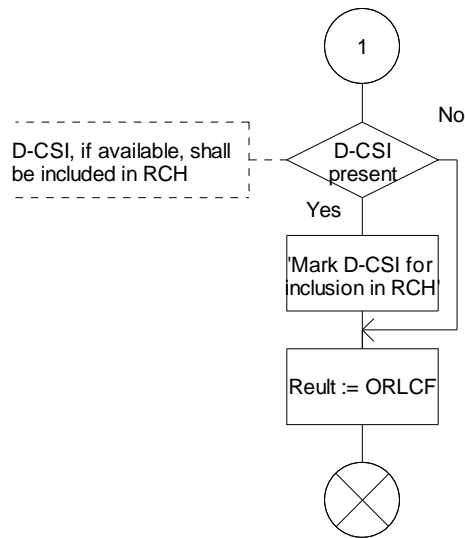 1
No
D-CSI, if available, shall
be included in RCH
D-CSI
present
Yes
'Mark D-CSI for
inclusion in RCH'
Reult := ORLCF